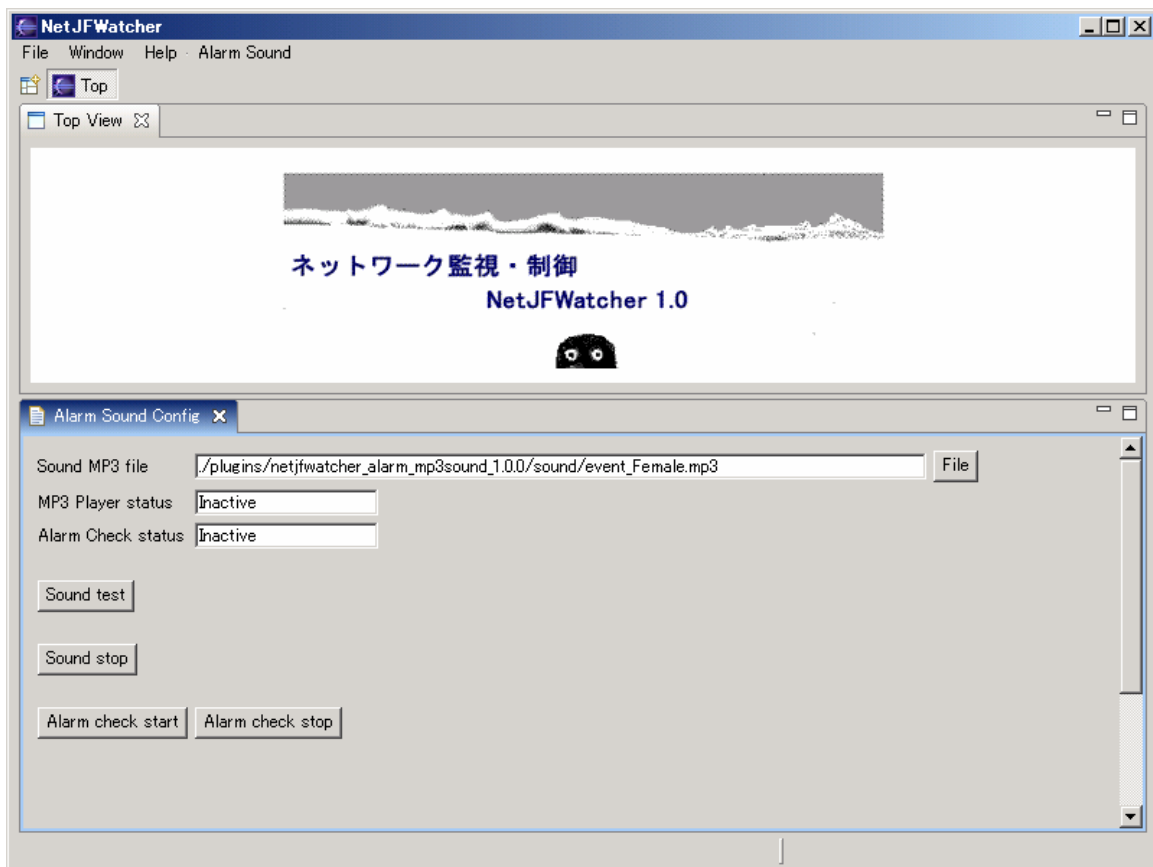 NetJFWatcher
File Window Help Alarm Sound
Top
Top View
ネットワーク監視・制御
NetJFWatcher 1.0
Alarm Sound Config
Sound MP3 file ./plugins/netjfwatcher_alarm_mp3sound_1.0.0/sound/event_Female.mp3 File
MP3 Player status Inactive
Alarm Check status Inactive
Sound test
Sound stop
Alarm check start Alarm check stop